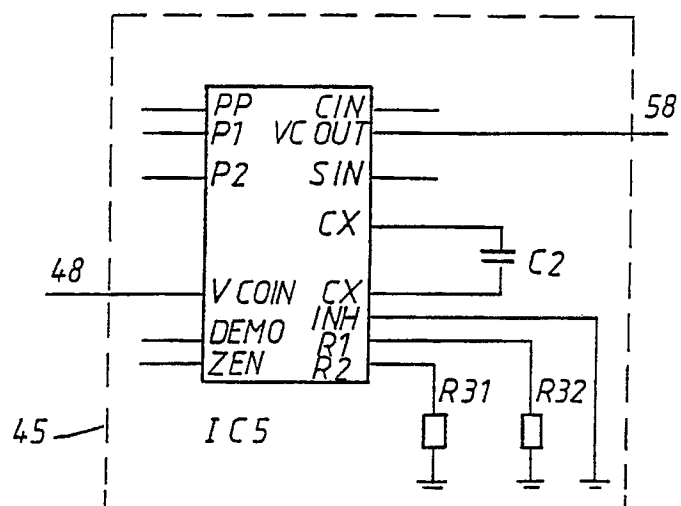 PP CIN 58
P1 VC OUT
P2 SIN
CX
C2
48
V COIN CX
INH
DEMO R1
ZEN R2
R31 R32
45 IC5